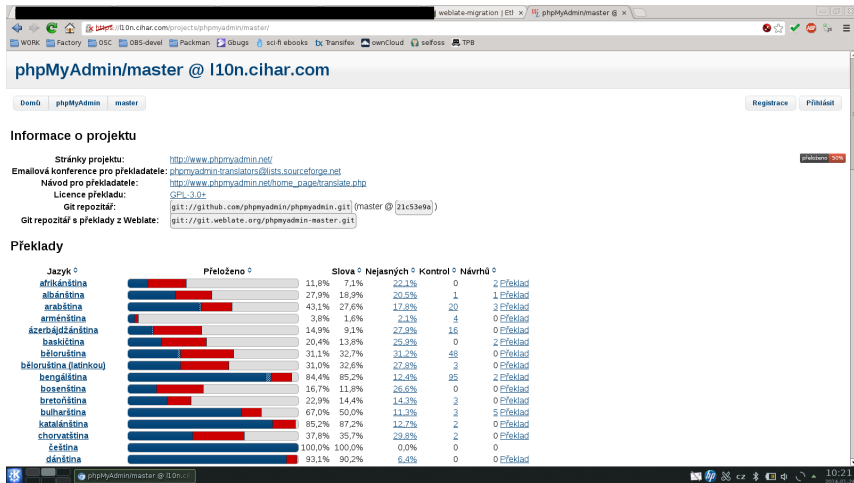 weblate-migration | Etl × phpMyAdmin/master @ l ×
https://l10n.cihar.com/projects/phpmyadmin/master/
WORK Factory OSC OBS-devel Packman Gbugs sci-fi ebooks Transifex ownCloud selfoss TPB
phpMyAdmin/master @ l10n.cihar.com
Domů phpMyAdmin master Registrace Přihlásit
Informace o projektu
Stránky projektu: http://www.phpmyadmin.net/ přeloženo 50%
Emailová konference pro překladatele: phpmyadmin-translators@lists.sourceforge.net
Návod pro překladatele: http://www.phpmyadmin.net/home_page/translate.php
Licence překladu: GPL-3.0+
Git repozitář: git://github.com/phpmyadmin/phpmyadmin.git (master @ 21c53e9a )
Git repozitář s překlady z Weblate: git://git.weblate.org/phpmyadmin-master.git
Překlady
Jazyk Přeloženo Slova Nejasných Kontrol Návrhů
afrikánština 11,8% 7,1% 22,1% 0 2 Překlad
albánština 27,9% 18,9% 20,5% 1 1 Překlad
arabština 43,1% 27,6% 17,8% 20 3 Překlad
arménština 3,8% 1,6% 2,1% 4 0 Překlad
ázerbájdžánština 14,9% 9,1% 27,9% 16 0 Překlad
baskičtina 20,4% 13,8% 25,9% 0 2 Překlad
běloruština 31,1% 32,7% 31,2% 48 0 Překlad
běloruština (latinkou) 31,0% 32,6% 27,8% 3 0 Překlad
bengálština 84,4% 85,2% 12,4% 95 2 Překlad
bosenština 16,7% 11,8% 26,6% 0 0 Překlad
bretoňština 22,9% 14,4% 14,3% 3 0 Překlad
bulharština 67,0% 50,0% 11,3% 3 5 Překlad
katalánština 85,2% 87,2% 12,7% 2 0 Překlad
chorvatština 37,8% 35,7% 29,8% 2 0 Překlad
čeština 100,0% 100,0% 0,0% 0 0
dánština 93,1% 90,2% 6,4% 0 0 Překlad
phpMyAdmin/master @ l10n.ci cz 10:21